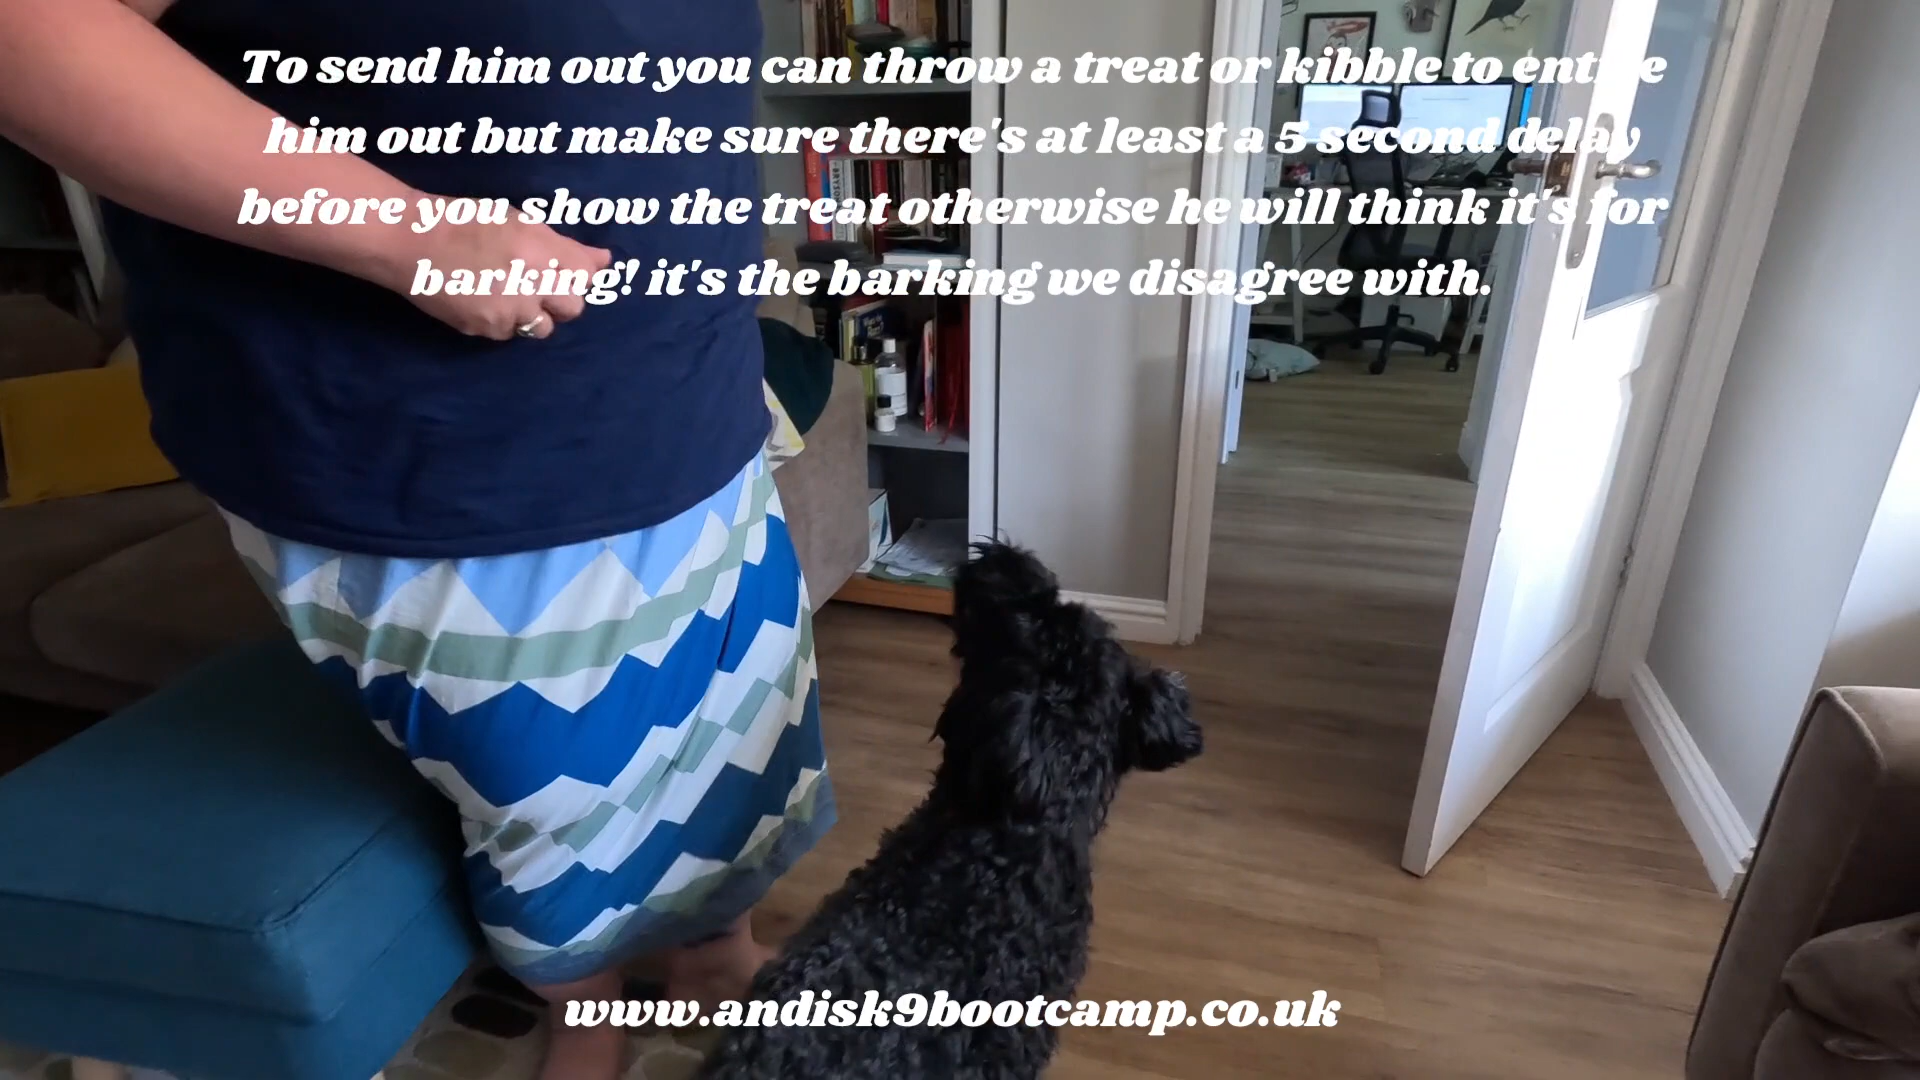 To send him out you can throw a treat or kibble to entice
him out but make sure there's at least a 5 second delay
before you show the treat otherwise he will think it's for
barking! it's the barking we disagree with.
www.andisk9bootcamp.co.uk